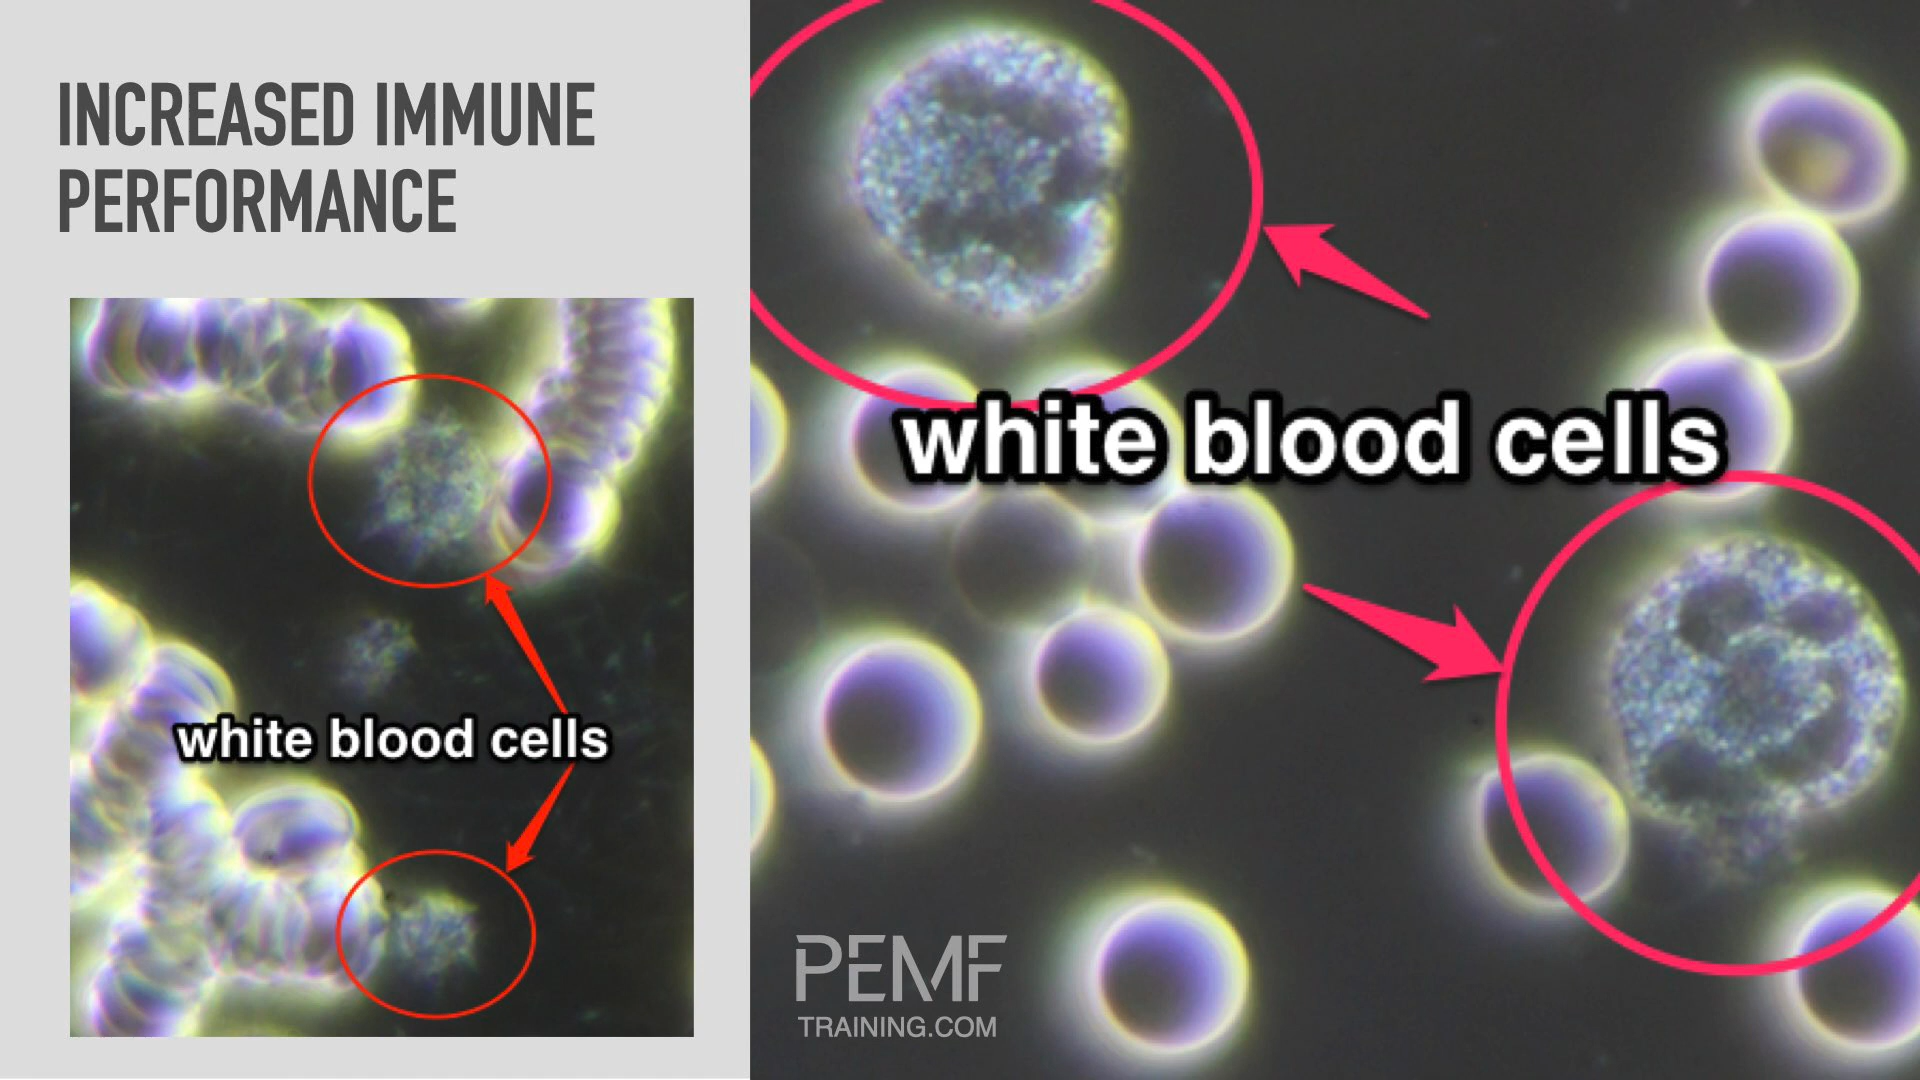 INCREASED IMMUNE
PERFORMANCE
white blood cells
white blood cells
PEMF
TRAINING.COM